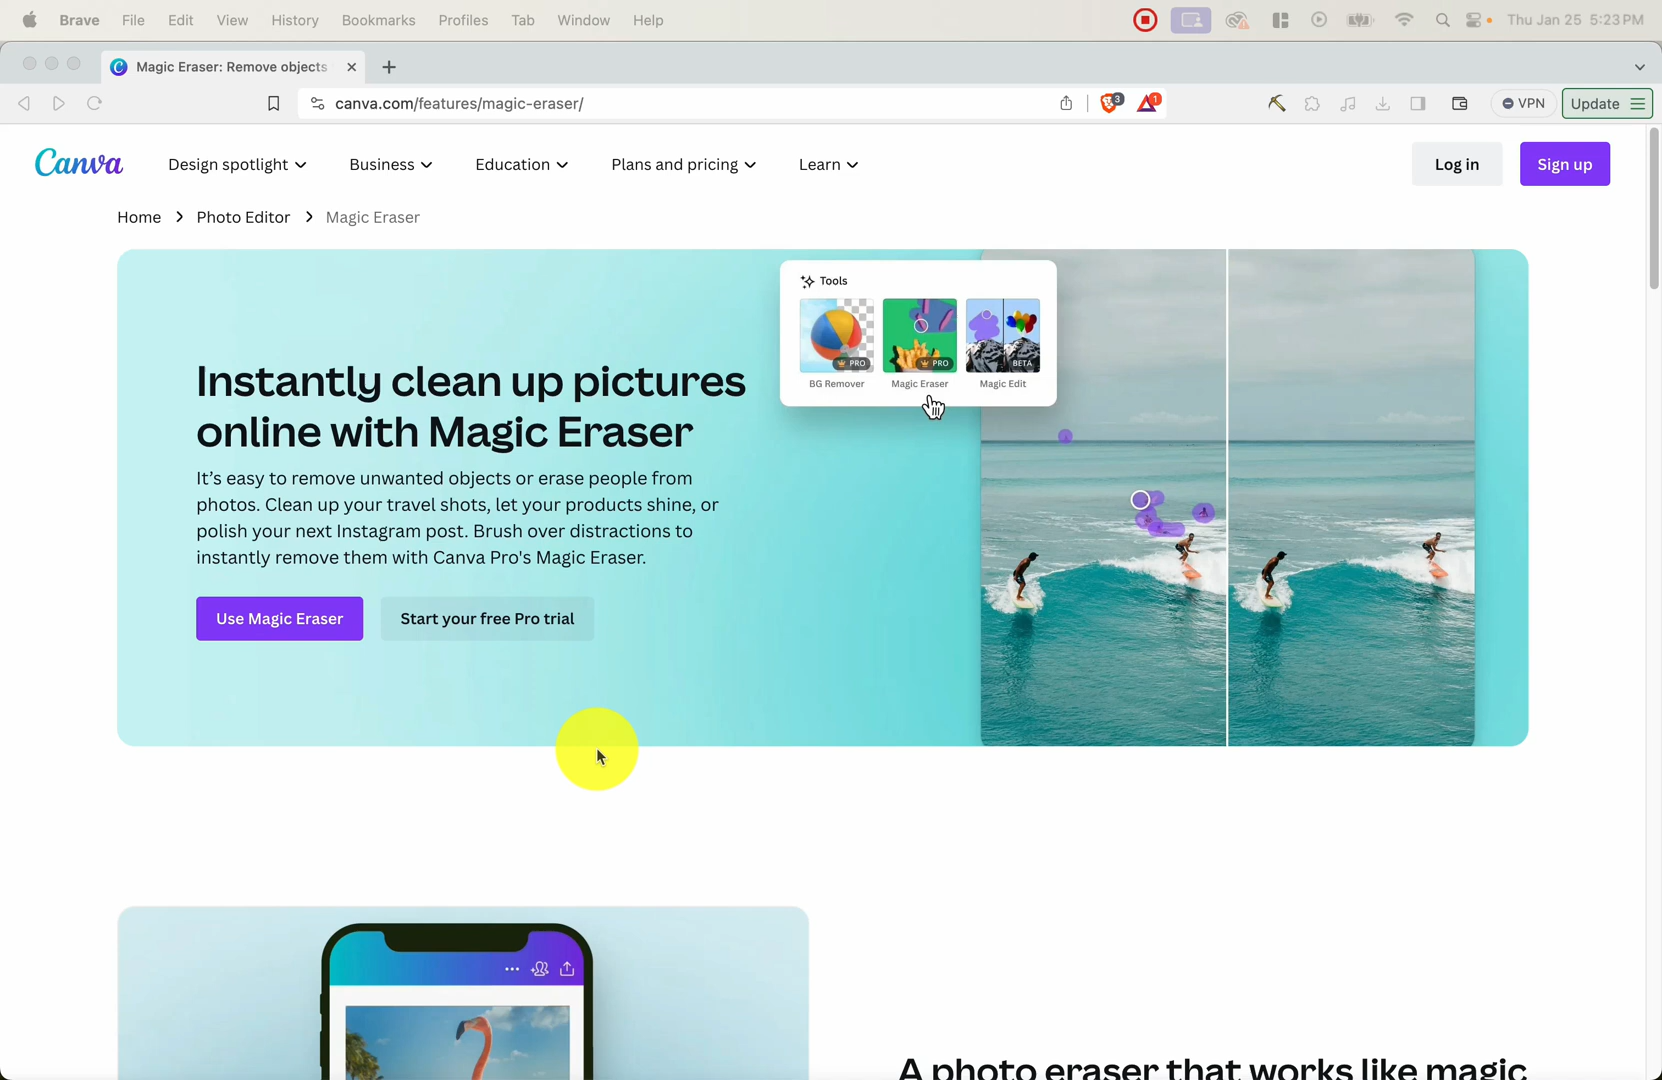 Brave File Edit View History Bookmarks Profiles Tab Window Help Thu Jan 25 5:23 PM
Magic Eraser: Remove objects
canva.com/features/magic-eraser/ 3 1 VPN Update
Canva Design spotlight Business Education Plans and pricing Learn Log in Sign up
Home Photo Editor Magic Eraser
Tools
PRO PRO BETA
BG Remover Magic Eraser Magic Edit
Instantly clean up pictures
online with Magic Eraser
It’s easy to remove unwanted objects or erase people from
photos. Clean up your travel shots, let your products shine, or
polish your next Instagram post. Brush over distractions to
instantly remove them with Canva Pro's Magic Eraser.
Use Magic Eraser Start your free Pro trial
A photo eraser that works like magic